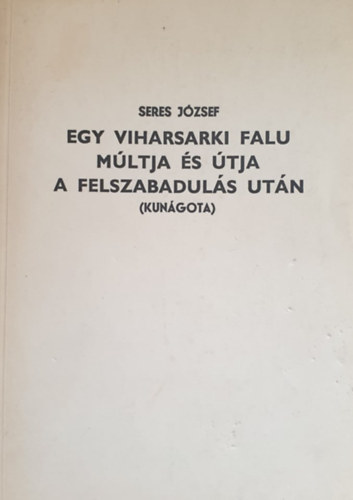 SERES JÓZSEF
EGY VIHARSARKI FALU
MÚLTJA ÉS ÚTJA
A FELSZABADULÁS UTÁN
(KUNÁGOTA)